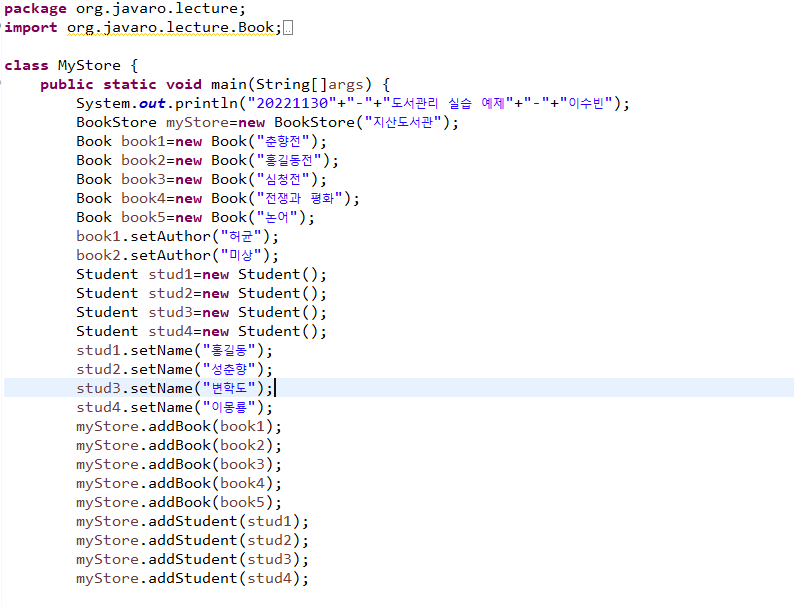 package org.javaro.lecture;
import org.javaro.lecture.Book;
class MyStore {
public static void main(String[]args) {
System.out.println("20221130"+"-"+"도서관리 실습 예제"+"-"+"이수빈");
BookStore myStore=new BookStore("지산도서관");
Book book1=new Book("춘향전");
Book book2=new Book("홍길동전");
Book book3=new Book("심청전");
Book book4=new Book("전쟁과 평화");
Book book5=new Book("논어");
book1.setAuthor("허균");
book2.setAuthor("미상");
Student stud1=new Student();
Student stud2=new Student();
Student stud3=new Student();
Student stud4=new Student();
stud1.setName("홍길동");
stud2.setName("성춘향");
stud3.setName("변학도");
stud4.setName("이몽룡");
myStore.addBook(book1);
myStore.addBook(book2);
myStore.addBook(book3);
myStore.addBook(book4);
myStore.addBook(book5);
myStore.addStudent(stud1);
myStore.addStudent(stud2);
myStore.addStudent(stud3);
myStore.addStudent(stud4);